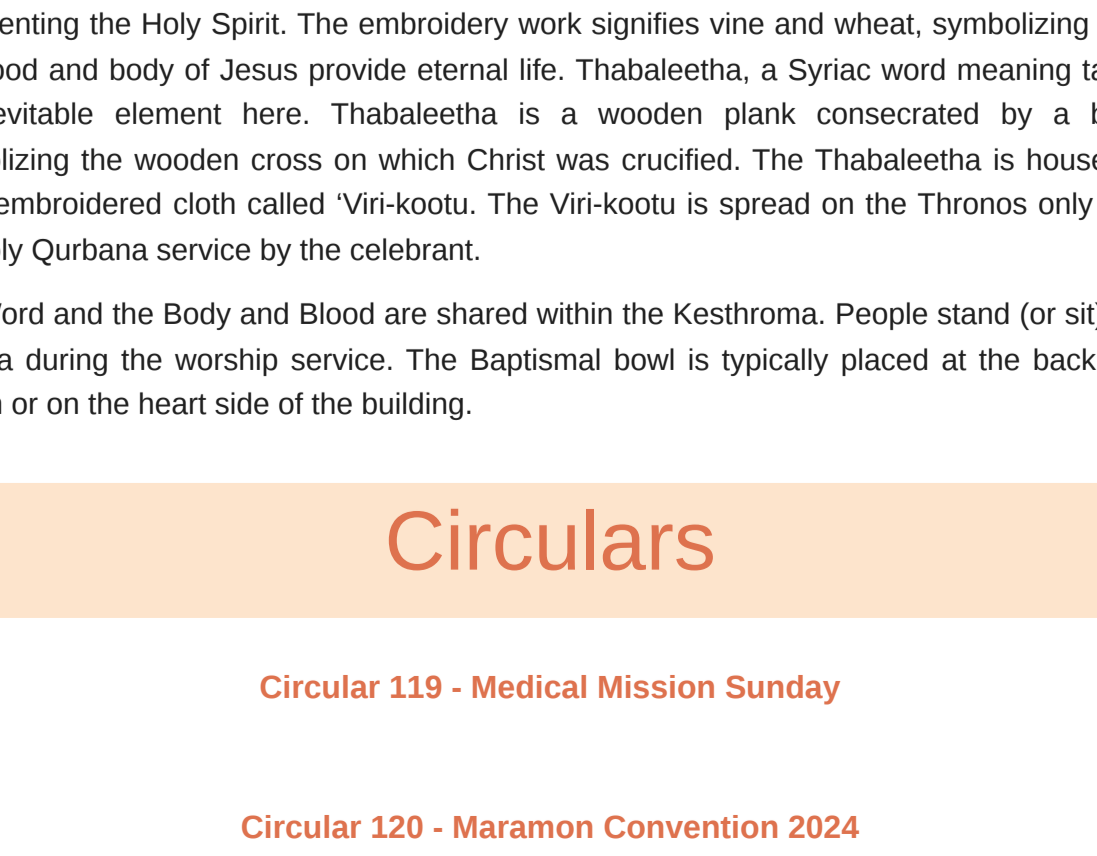 enting the Holy Spirit. The embroidery work signifies vine and wheat, symbolizing
ood and body of Jesus provide eternal life. Thabaleetha, a Syriac word meaning ta
evitable element here. Thabaleetha is a wooden plank consecrated by a b
lizing the wooden cross on which Christ was crucified. The Thabaleetha is house
embroidered cloth called ‘Viri-kootu. The Viri-kootu is spread on the Thronos only
ly Qurbana service by the celebrant.
Word and the Body and Blood are shared within the Kesthroma. People stand (or sit)
a during the worship service. The Baptismal bowl is typically placed at the back
or on the heart side of the building.
Circulars
Circular 119 - Medical Mission Sunday
Circular 120 - Maramon Convention 2024